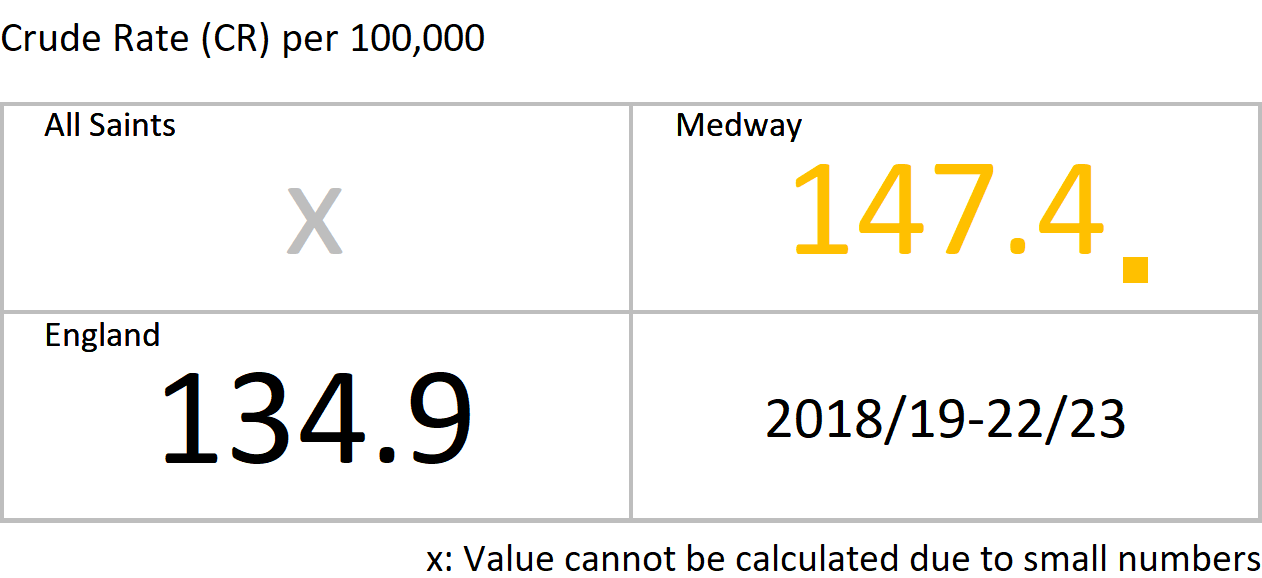 Crude Rate (CR) per 100,000
All Saints
x
Medway
147.4
England
134.9
2018/19-22/23
x: Value cannot be calculated due to small numbers